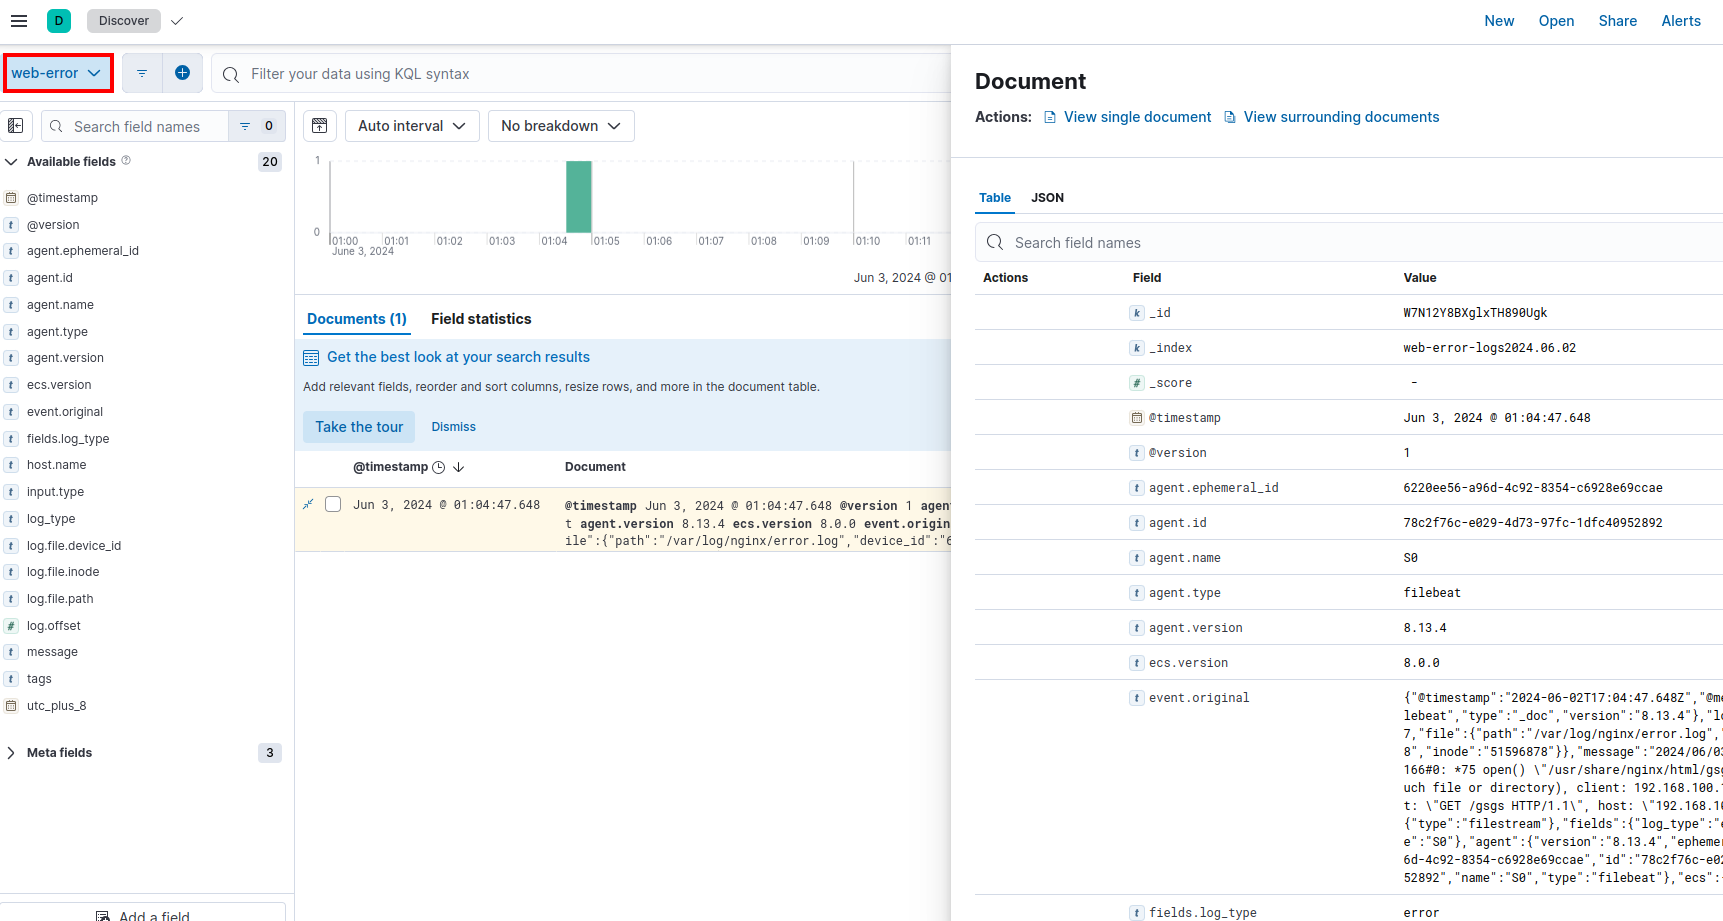 D
Discover
New
Open
Share
Alerts
web-error
Filter your data using KQL syntax
Search field names
0
Available fields
20
@timestamp
@version
agent.ephemeral_id
agent.id
agent.name
agent.type
agent.version
ecs.version
event.original
fields.log_type
host.name
input.type
log_type
log.file.device_id
log.file.inode
log.file.path
log.offset
message
tags
utc_plus_8
Meta fields
3
Add a field
Auto interval
No breakdown
1
0
01:00 01:01 01:02 01:03 01:04 01:05 01:06 01:07 01:08 01:09 01:10 01:11
June 3, 2024
Jun 3, 2024 @ 01
Documents (1)
Field statistics
Get the best look at your search results
Add relevant fields, reorder and sort columns, resize rows, and more in the document table.
Take the tour
Dismiss
@timestamp
Document
Jun 3, 2024 @ 01:04:47.648
@timestamp Jun 3, 2024 @ 01:04:47.648 @version 1 agen
t agent.version 8.13.4 ecs.version 8.0.0 event.origin
ile":{"path":"/var/log/nginx/error.log","device_id":"6
Document
Actions:
View single document
View surrounding documents
Table
JSON
Search field names
Actions Field Value
k _id W7N12Y8BXglxTH890Ugk
k _index web-error-logs2024.06.02
# _score -
@timestamp Jun 3, 2024 @ 01:04:47.648
t @version 1
t agent.ephemeral_id 6220ee56-a96d-4c92-8354-c6928e69ccae
t agent.id 78c2f76c-e029-4d73-97fc-1dfc40952892
t agent.name S0
t agent.type filebeat
t agent.version 8.13.4
t ecs.version 8.0.0
t event.original {"@timestamp":"2024-06-02T17:04:47.648Z","@me
lebeat","type":"_doc","version":"8.13.4"},"lo
7,"file":{"path":"/var/log/nginx/error.log",
8","inode":"51596878"}},"message":"2024/06/03
166#0: *75 open() \"/usr/share/nginx/html/gsg
uch file or directory), client: 192.168.100.
t: \"GET /gsgs HTTP/1.1\", host: \"192.168.10
{"type":"filestream"},"fields":{"log_type":"e
e":"S0"},"agent":{"version":"8.13.4","ephemer
6d-4c92-8354-c6928e69ccae","id":"78c2f76c-e02
52892","name":"S0","type":"filebeat"},"ecs":{
t fields.log_type error